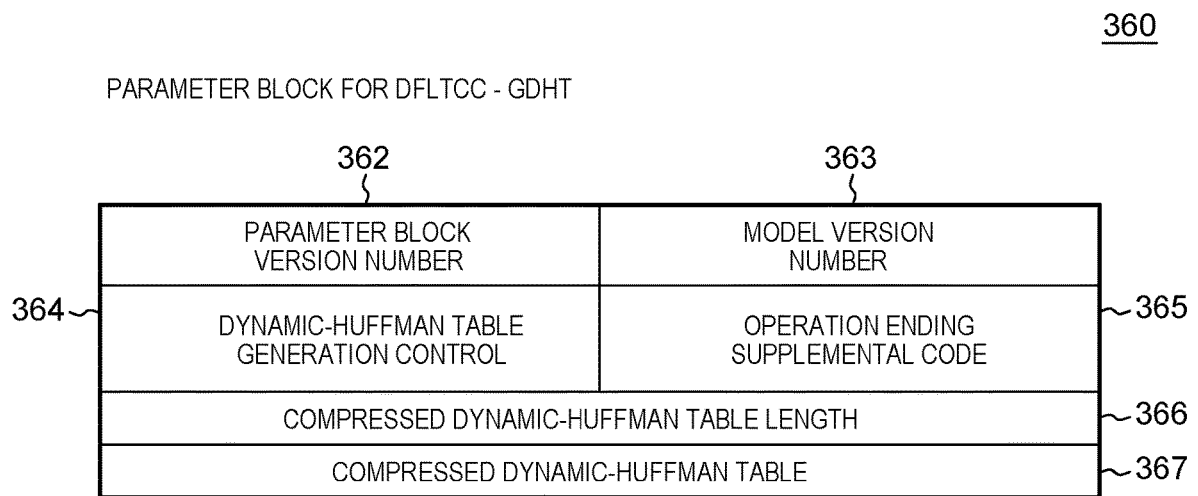 360
PARAMETER BLOCK FOR DFLTCC - GDHT
362
363
PARAMETER BLOCK
VERSION NUMBER
MODEL VERSION
NUMBER
364
DYNAMIC-HUFFMAN TABLE
GENERATION CONTROL
OPERATION ENDING
SUPPLEMENTAL CODE
365
COMPRESSED DYNAMIC-HUFFMAN TABLE LENGTH
366
COMPRESSED DYNAMIC-HUFFMAN TABLE
367